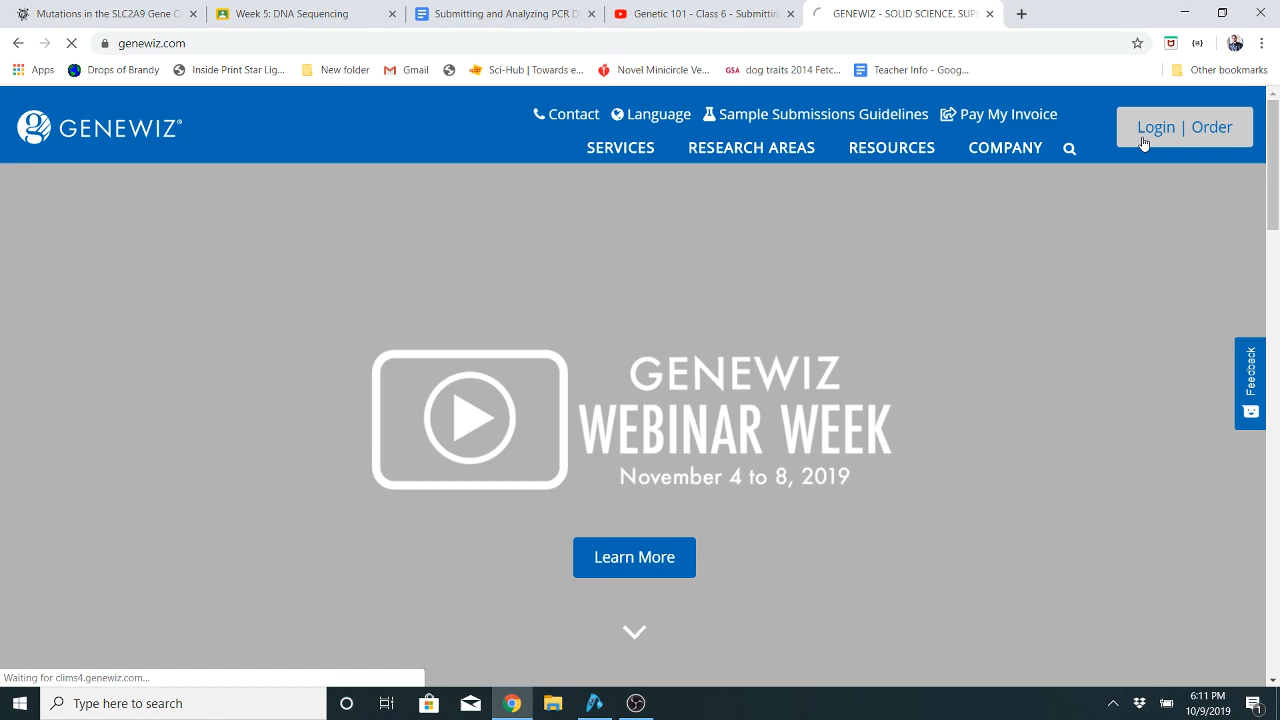 Mutations in the SLC2A9 Gene C
Week 5: DNA Sequencing
Submitting and Analyzing PCR D
Genetic 101 - Class 6 - Submittin
GENEWIZ - SOLID SCIENCE. SUP
genewiz.com
Apps
Drops of Brandy
Inside Print Star Lig...
New folder
Gmail
Sci-Hub | Towards e...
Novel Minicircle Ve...
GSA dog traits 2014 Fetc...
Teacher Info - Goog...
Other bookmarks
GENEWIZ®
Contact
Language
Sample Submissions Guidelines
Pay My Invoice
Login | Order
SERVICES
RESEARCH AREAS
RESOURCES
COMPANY
GENEWIZ
WEBINAR WEEK
November 4 to 8, 2019
Learn More
Feedback
Waiting for clims4.genewiz.com...
Type here to search
6:11 PM
10/9/2019